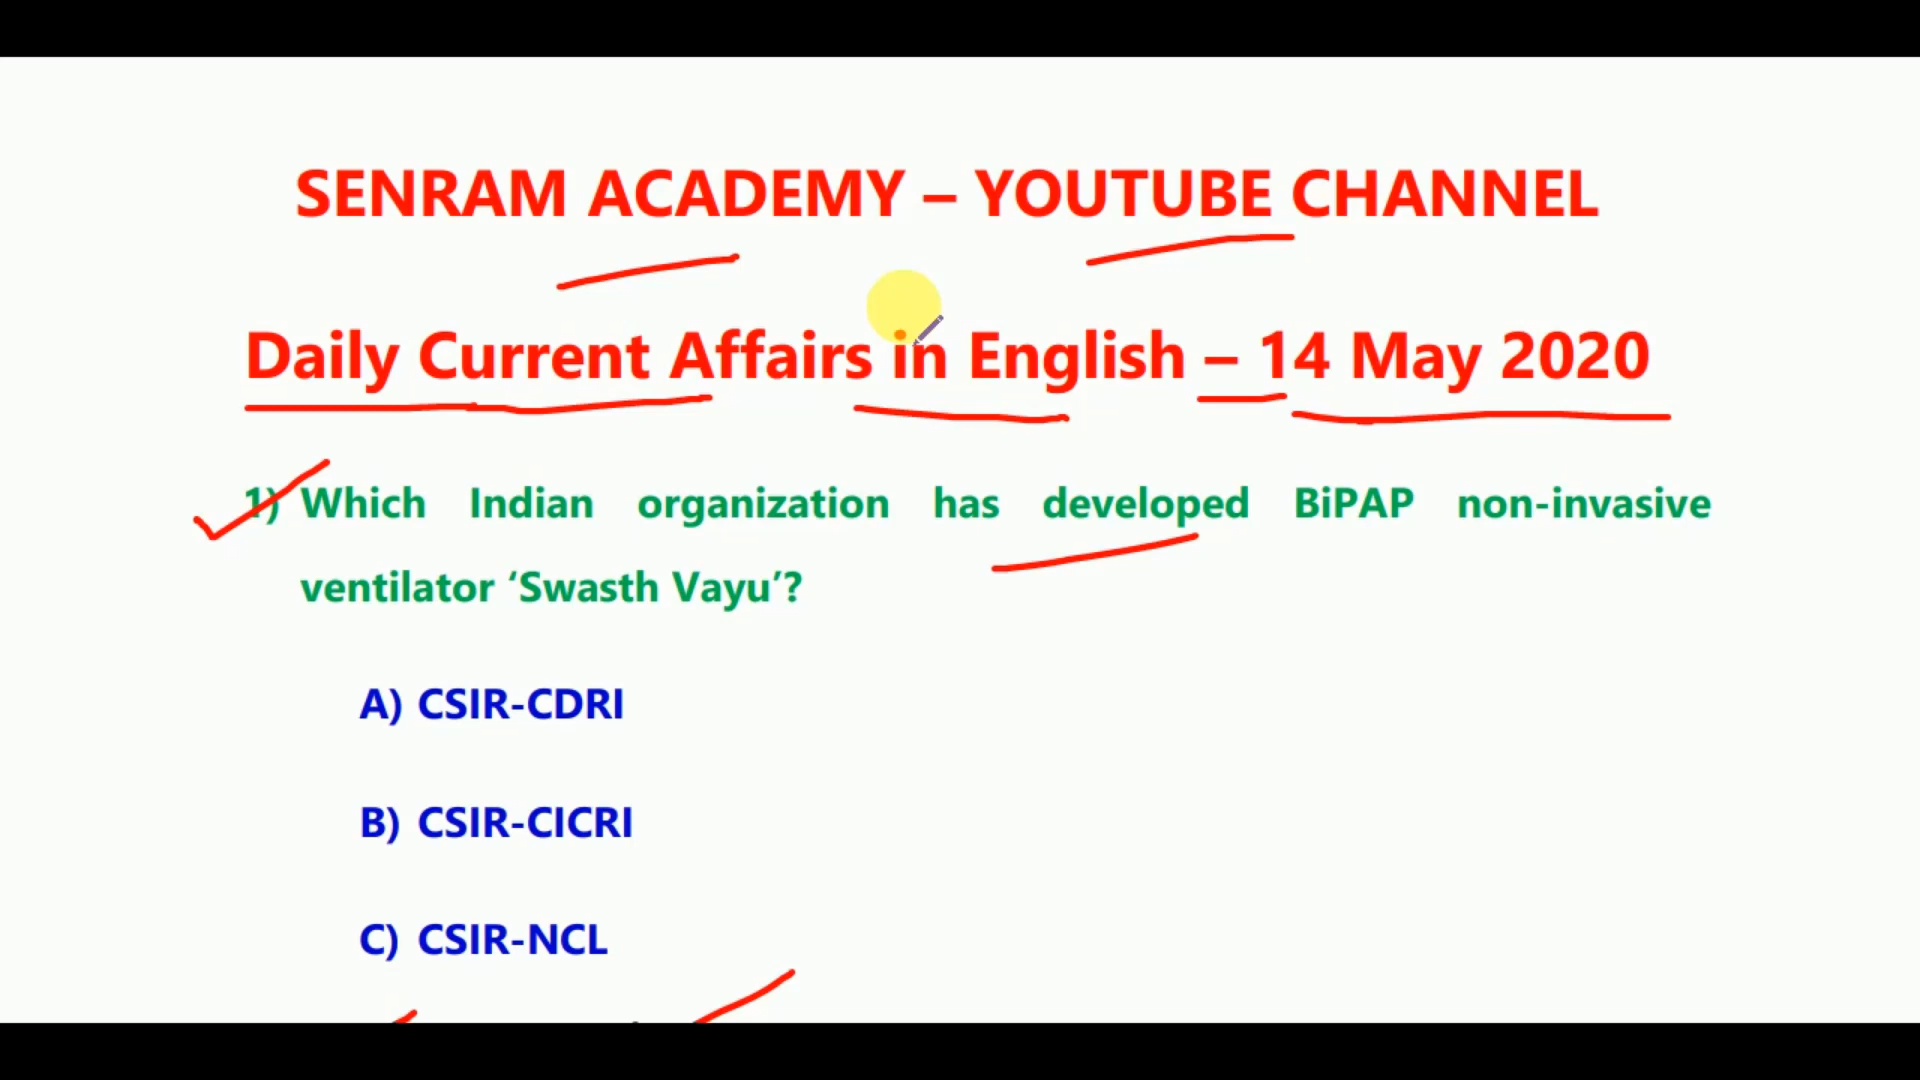 SENRAM ACADEMY – YOUTUBE CHANNEL
Daily Current Affairs in English – 14 May 2020
1) Which Indian organization has developed BiPAP non-invasive
ventilator ‘Swasth Vayu’?
A) CSIR-CDRI
B) CSIR-CICRI
C) CSIR-NCL